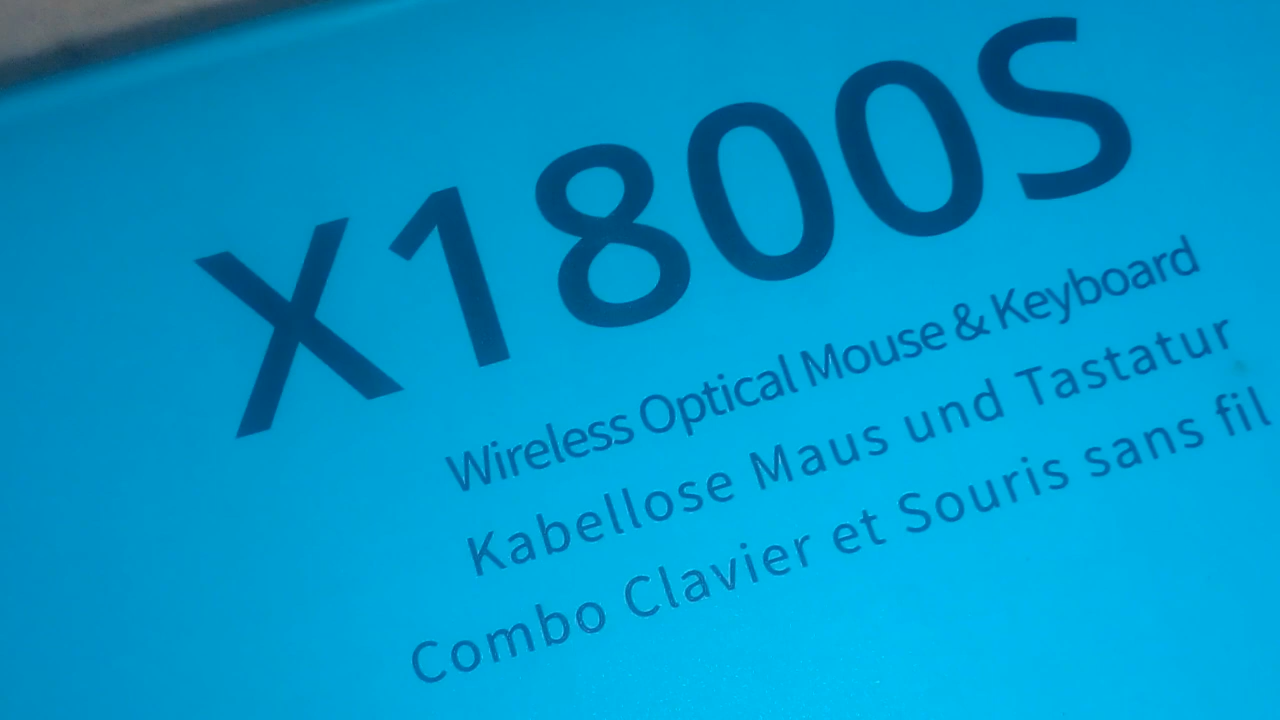 X1800S
Wireless Optical Mouse & Keyboard
Kabellose Maus und Tastatur
Combo Clavier et Souris sans fil